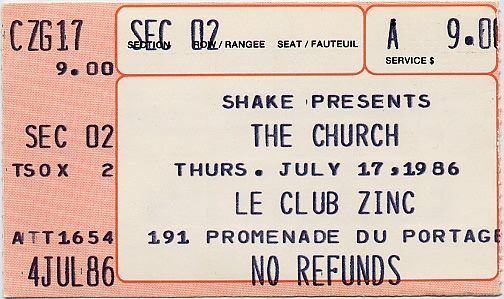 CZG17 SEC 02 A 9.00
SECTION ROW / RANGEE SEAT / FAUTEUIL
9.00 SERVICE $
SHAKE PRESENTS
SEC 02 THE CHURCH
TSOX 2 THURS. JULY 17,1986
LE CLUB ZINC
ATT1654 191 PROMENADE DU PORTAGE
4JUL86 NO REFUNDS